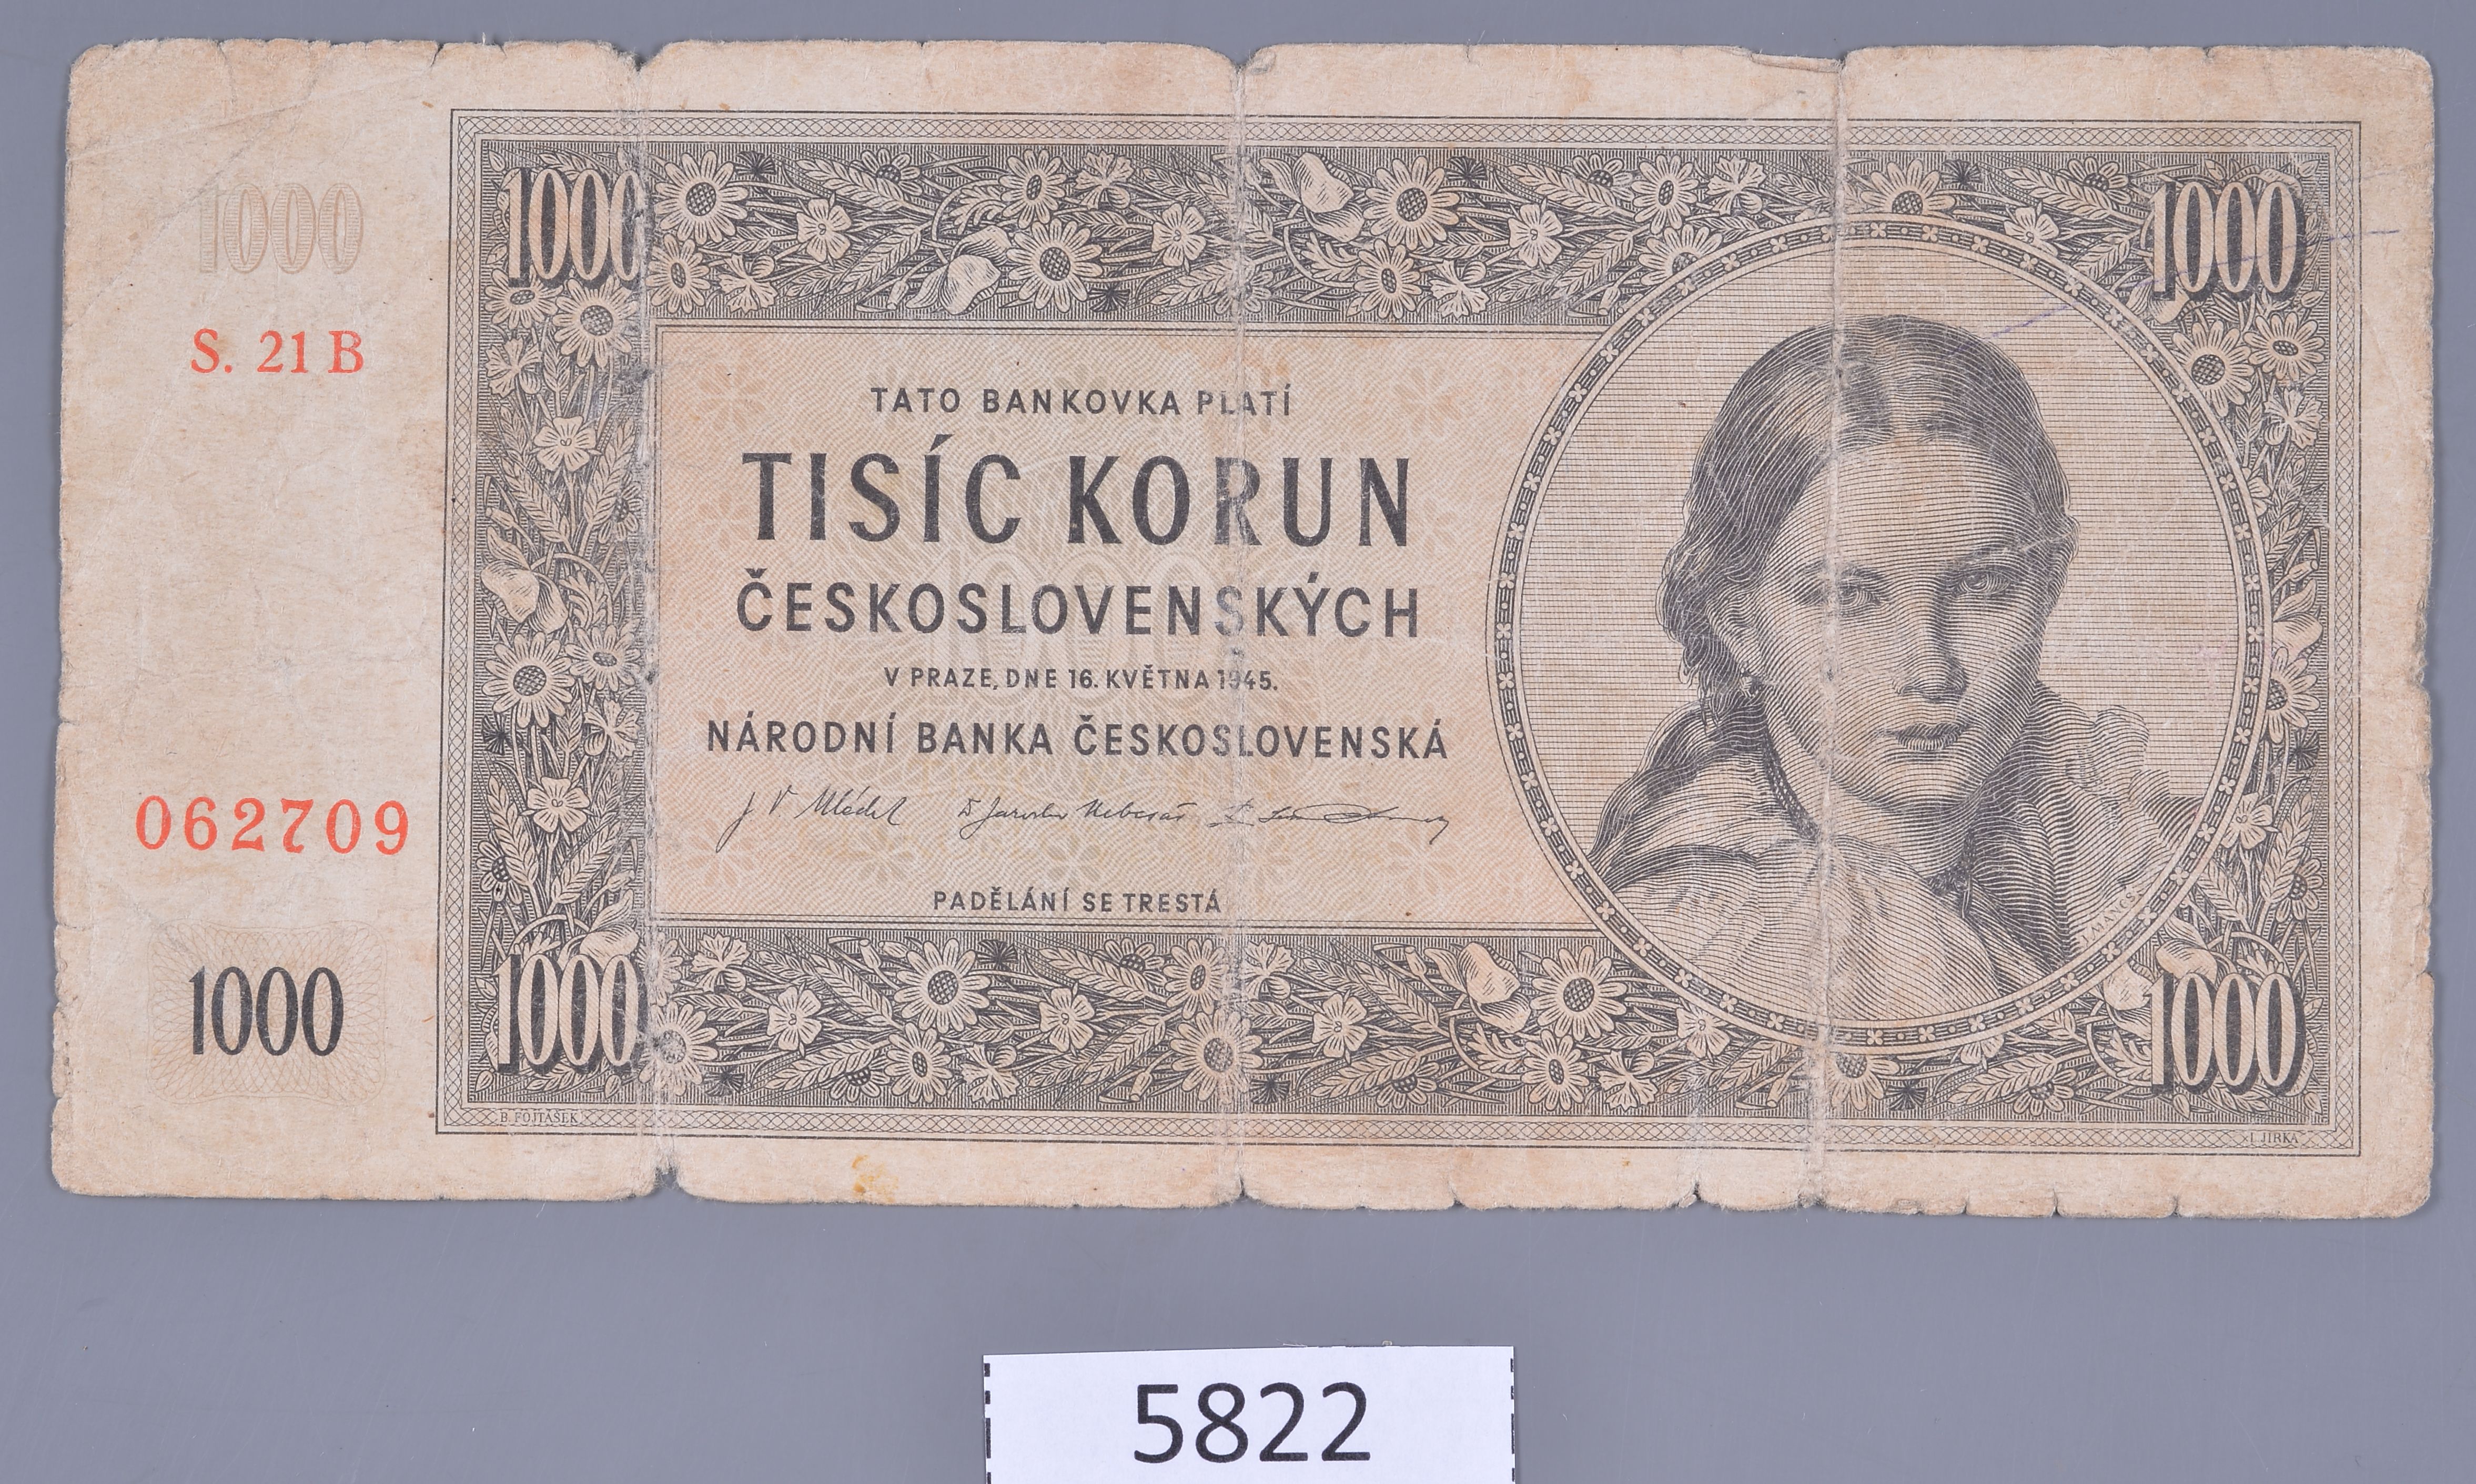 1000
S. 21 B
062709
1000
1000
1000
TATO BANKOVKA PLATÍ
TISÍC KORUN
ČESKOSLOVENSKÝCH
V PRAZE, DNE 16. KVĚTNA 1945.
NÁRODNÍ BANKA ČESKOSLOVENSKÁ
PADĚLÁNÍ SE TRESTÁ
1000
1000
B. FOJTÁŠEK
J. JIRKA
5822